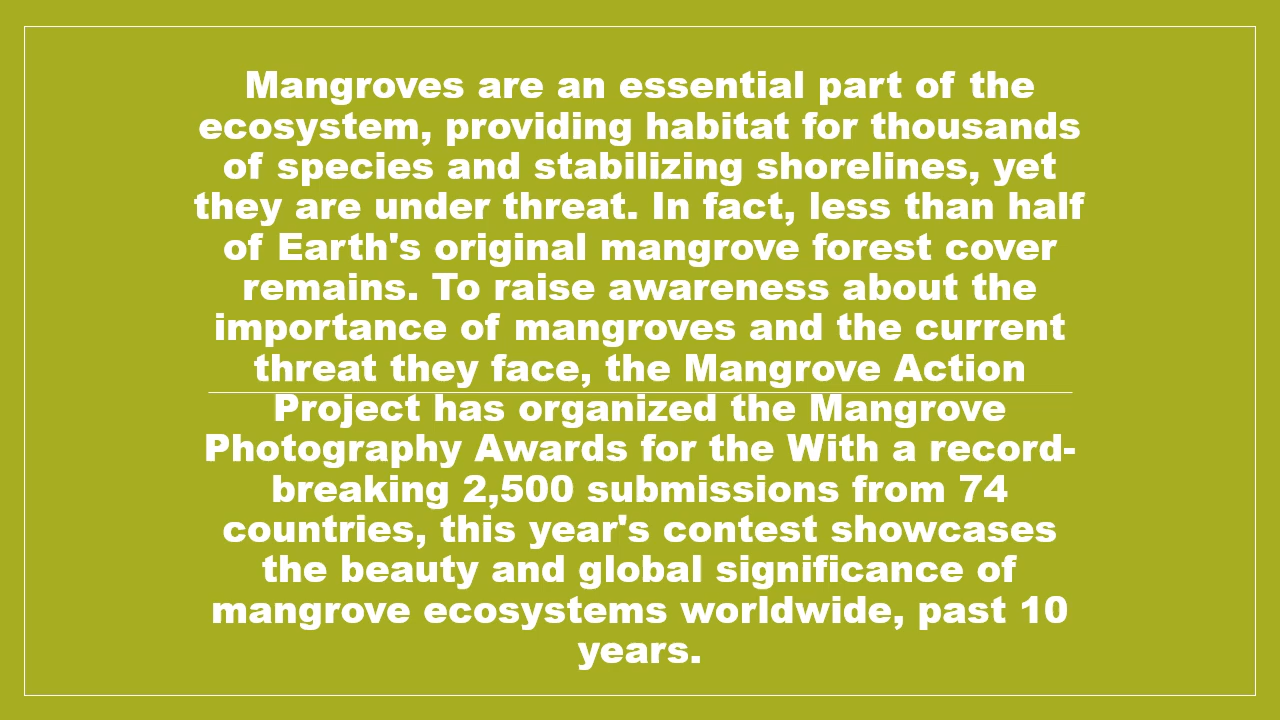 Mangroves are an essential part of the
ecosystem, providing habitat for thousands
of species and stabilizing shorelines, yet
they are under threat. In fact, less than half
of Earth's original mangrove forest cover
remains. To raise awareness about the
importance of mangroves and the current
threat they face, the Mangrove Action
Project has organized the Mangrove
Photography Awards for the With a record-
breaking 2,500 submissions from 74
countries, this year's contest showcases
the beauty and global significance of
mangrove ecosystems worldwide, past 10
years.